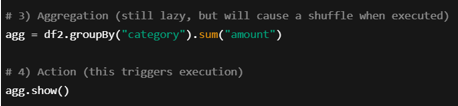 # 3) Aggregation (still lazy, but will cause a shuffle when executed)
agg = df2.groupBy("category").sum("amount")
# 4) Action (this triggers execution)
agg.show()